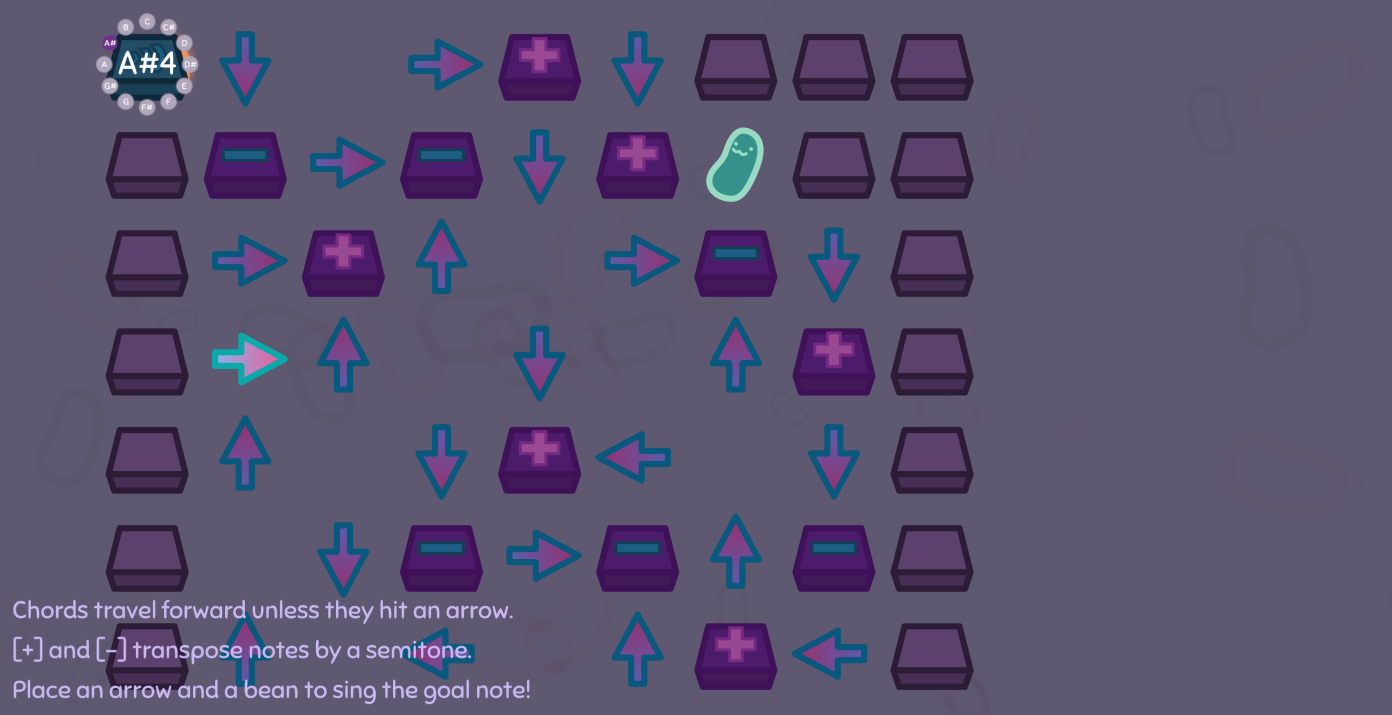 B C C#
A# D
A A#4 D#
G# E
G F# F
Chords travel forward unless they hit an arrow.
[+] and [-] transpose notes by a semitone.
Place an arrow and a bean to sing the goal note!